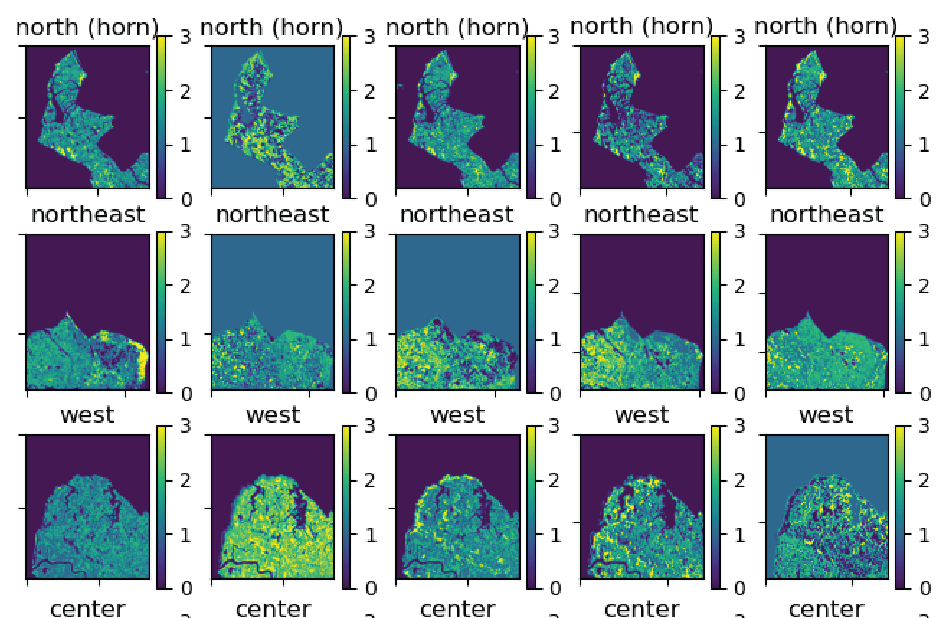 north (horn) north (horn) north (horn) north (horn) north (horn)
3 3 3 3 3
2 2 2 2 2
1 1 1 1 1
0 0 0 0 0
northeast northeast northeast northeast northeast
3 3 3 3 3
2 2 2 2 2
1 1 1 1 1
0 0 0 0 0
west west west west west
3 3 3 3 3
2 2 2 2 2
1 1 1 1 1
0 0 0 0 0
center center center center center